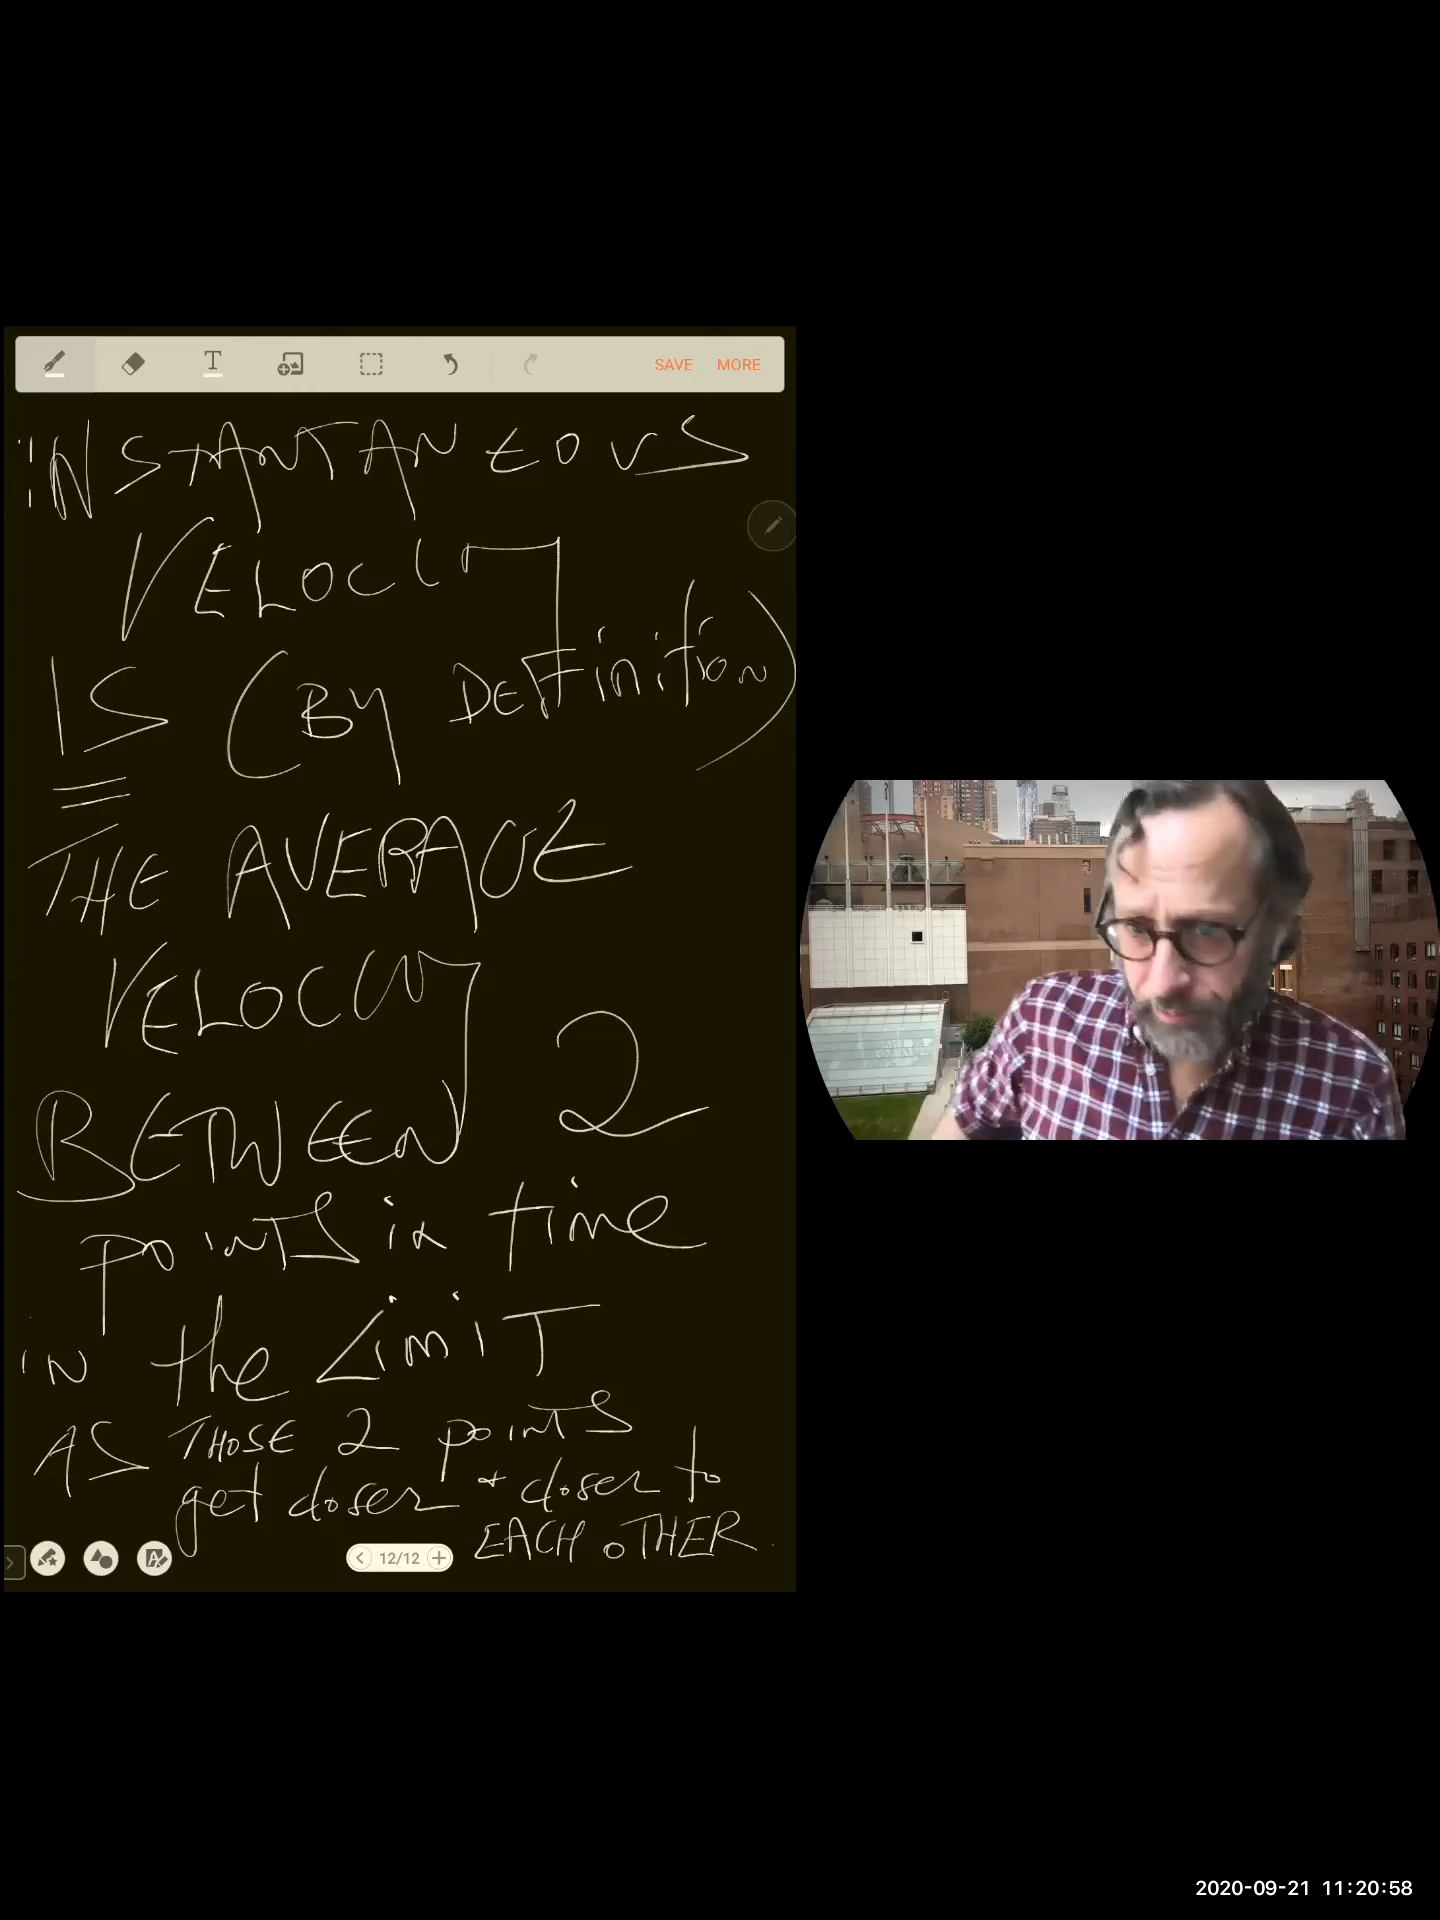 T SAVE MORE
INSTANTANEOUS
VELOCITY
IS (BY DEFINITION)
THE AVERAGE
VELOCITY
BETWEEN 2
POINTS in time
IN the LIMIT
AS THOSE 2 POINTS
get closer + closer to
EACH OTHER
A
12/12
2020-09-21 11:20:58